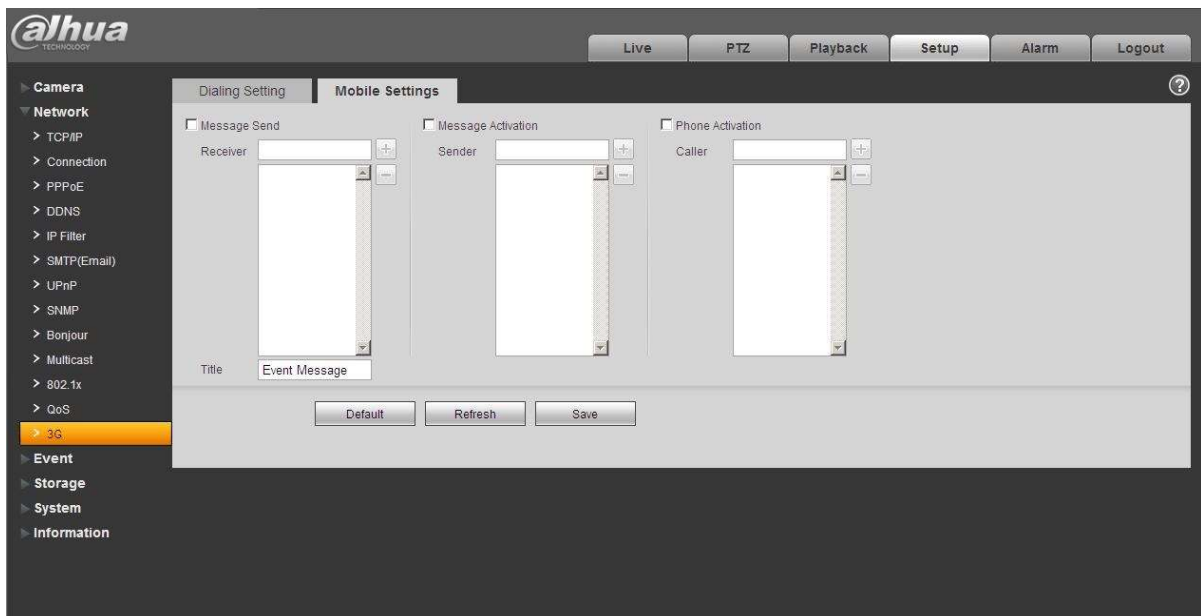 alhua
TECHNOLOGY
Live PTZ Playback Setup Alarm Logout
Camera
Network
> TCP/IP
> Connection
> PPPoE
> DDNS
> IP Filter
> SMTP(Email)
> UPnP
> SNMP
> Bonjour
> Multicast
> 802.1x
> QoS
> 3G
Event
Storage
System
Information
Dialing Setting Mobile Settings
?
Message Send Message Activation Phone Activation
Receiver + Sender + Caller +
- - -
Title Event Message
Default Refresh Save